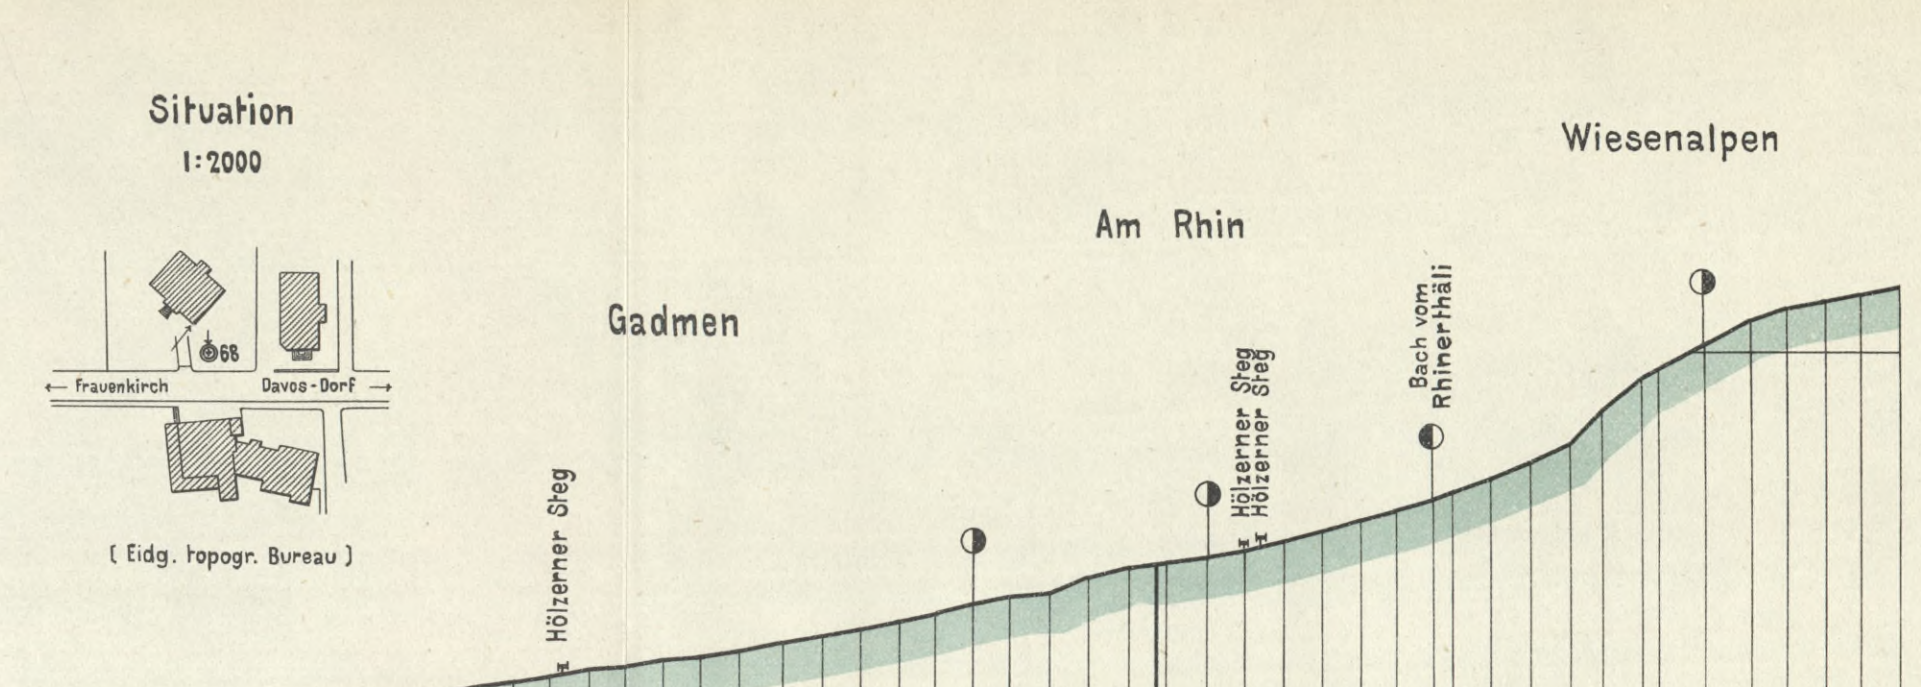 Situation
1:2000
68
← Frauenkirch
Davos-Dorf →
[ Eidg. topogr. Bureau ]
Hölzerner Steg
Gadmen
Am Rhin
Hölzerner Steg
Hölzerner Steg
Bach vom
Rhinerthäli
Wiesenalpen